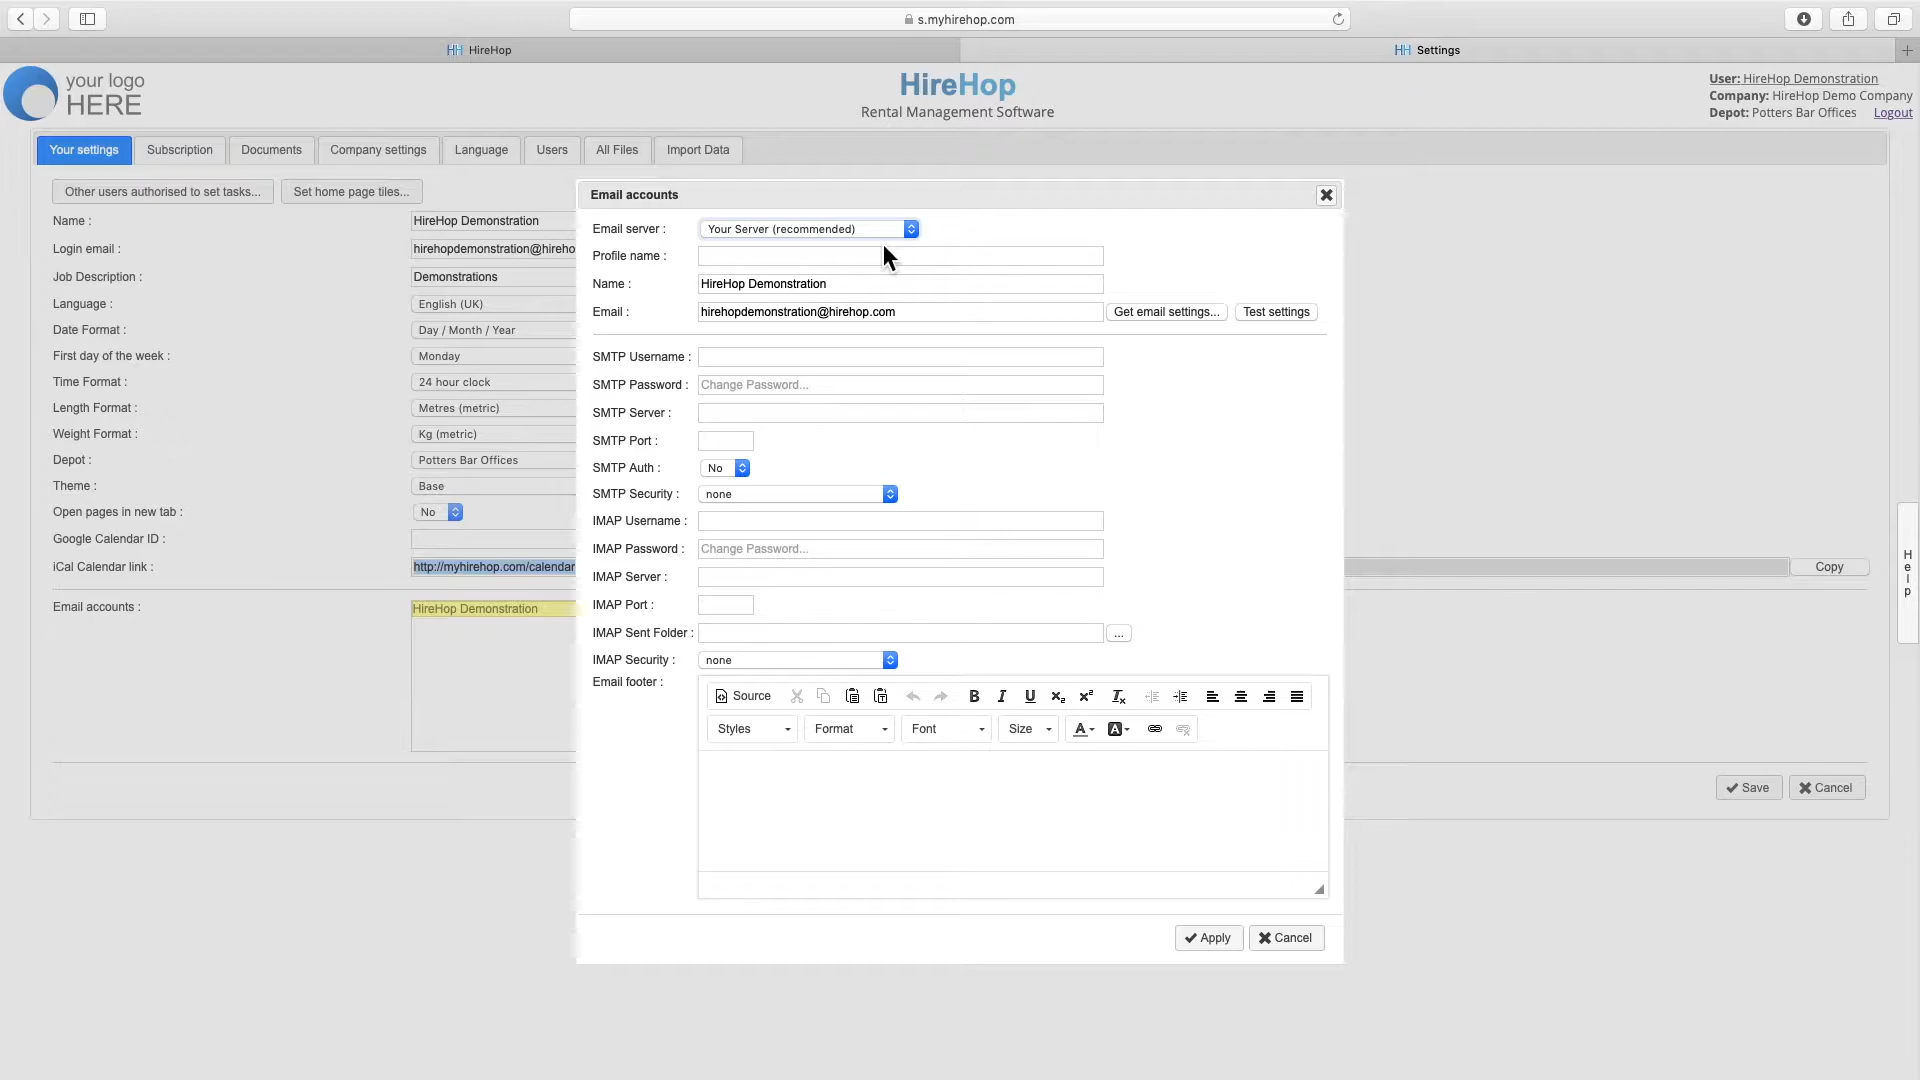 s.myhirehop.com
HireHop
Settings
your logo
HERE
HireHop
Rental Management Software
User: HireHop Demonstration
Company: HireHop Demo Company
Depot: Potters Bar Offices Logout
Your settings Subscription Documents Company settings Language Users All Files Import Data
Other users authorised to set tasks... Set home page tiles...
Name : HireHop Demonstration
Login email : hirehopdemonstration@hireho
Job Description : Demonstrations
Language : English (UK)
Date Format : Day / Month / Year
First day of the week : Monday
Time Format : 24 hour clock
Length Format : Metres (metric)
Weight Format : Kg (metric)
Depot : Potters Bar Offices
Theme : Base
Open pages in new tab : No
Google Calendar ID :
iCal Calendar link : http://myhirehop.com/calendar Copy
Email accounts : HireHop Demonstration
Save Cancel
Help
Email accounts
Email server : Your Server (recommended)
Profile name :
Name : HireHop Demonstration
Email : hirehopdemonstration@hirehop.com Get email settings... Test settings
SMTP Username :
SMTP Password : Change Password...
SMTP Server :
SMTP Port :
SMTP Auth : No
SMTP Security : none
IMAP Username :
IMAP Password : Change Password...
IMAP Server :
IMAP Port :
IMAP Sent Folder : ...
IMAP Security : none
Email footer :
Source
Styles Format Font Size
Apply Cancel